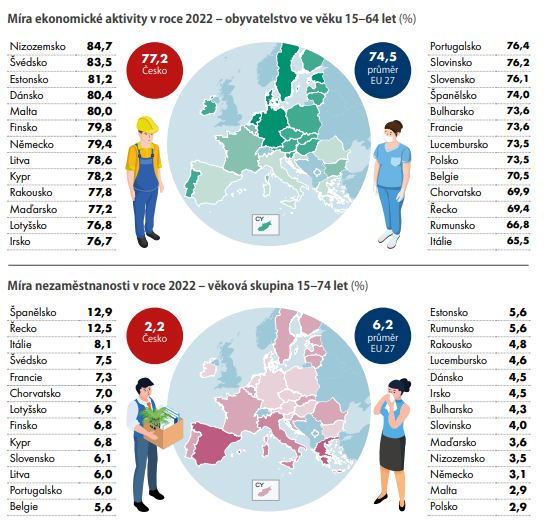 Míra ekonomické aktivity v roce 2022 – obyvatelstvo ve věku 15–64 let (%)
Nizozemsko 84,7
Švédsko 83,5
Estonsko 81,2
Dánsko 80,4
Malta 80,0
Finsko 79,8
Německo 79,4
Litva 78,6
Kypr 78,2
Rakousko 77,8
Maďarsko 77,2
Lotyšsko 76,8
Irsko 76,7
77,2
Česko
74,5
průměr
EU 27
CY
Portugalsko 76,4
Slovinsko 76,2
Slovensko 76,1
Španělsko 74,0
Bulharsko 73,6
Francie 73,6
Lucembursko 73,5
Polsko 73,5
Belgie 70,5
Chorvatsko 69,9
Řecko 69,4
Rumunsko 66,8
Itálie 65,5
Míra nezaměstnanosti v roce 2022 – věková skupina 15–74 let (%)
Španělsko 12,9
Řecko 12,5
Itálie 8,1
Švédsko 7,5
Francie 7,3
Chorvatsko 7,0
Lotyšsko 6,9
Finsko 6,8
Kypr 6,8
Slovensko 6,1
Litva 6,0
Portugalsko 6,0
Belgie 5,6
2,2
Česko
6,2
průměr
EU 27
CY
Estonsko 5,6
Rumunsko 5,6
Rakousko 4,8
Lucembursko 4,6
Dánsko 4,5
Irsko 4,5
Bulharsko 4,3
Slovinsko 4,0
Maďarsko 3,6
Nizozemsko 3,5
Německo 3,1
Malta 2,9
Polsko 2,9